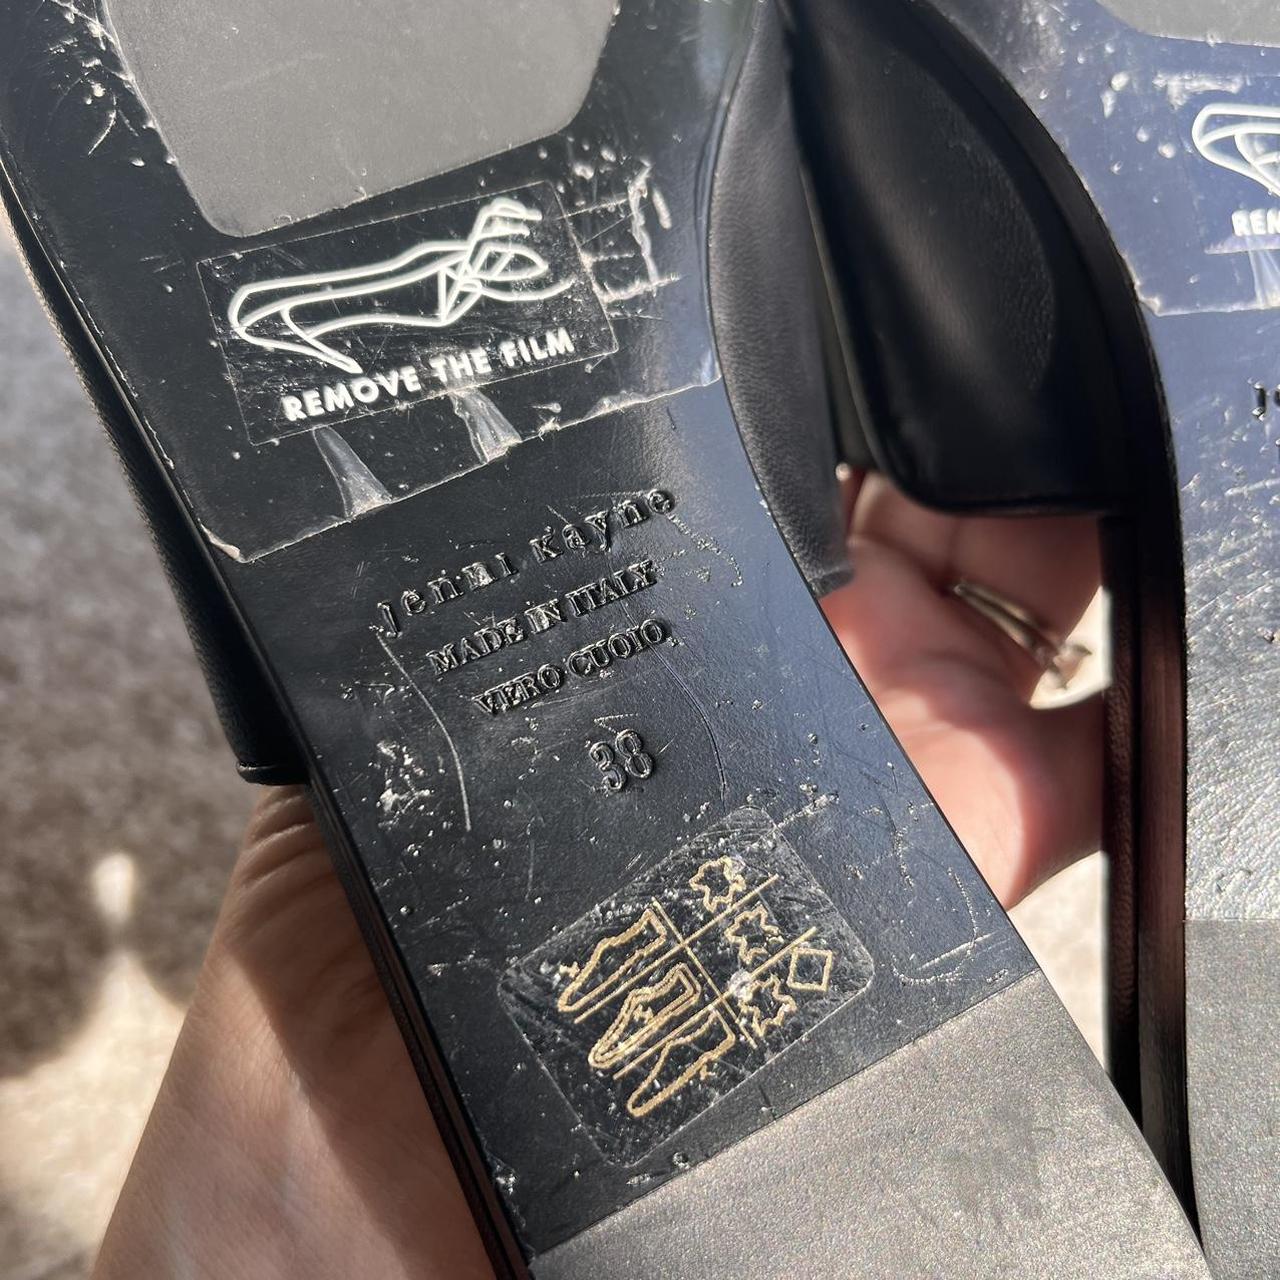 REMOVE THE FILM
jenni kayne
MADE IN ITALY
VERO CUOIO
38